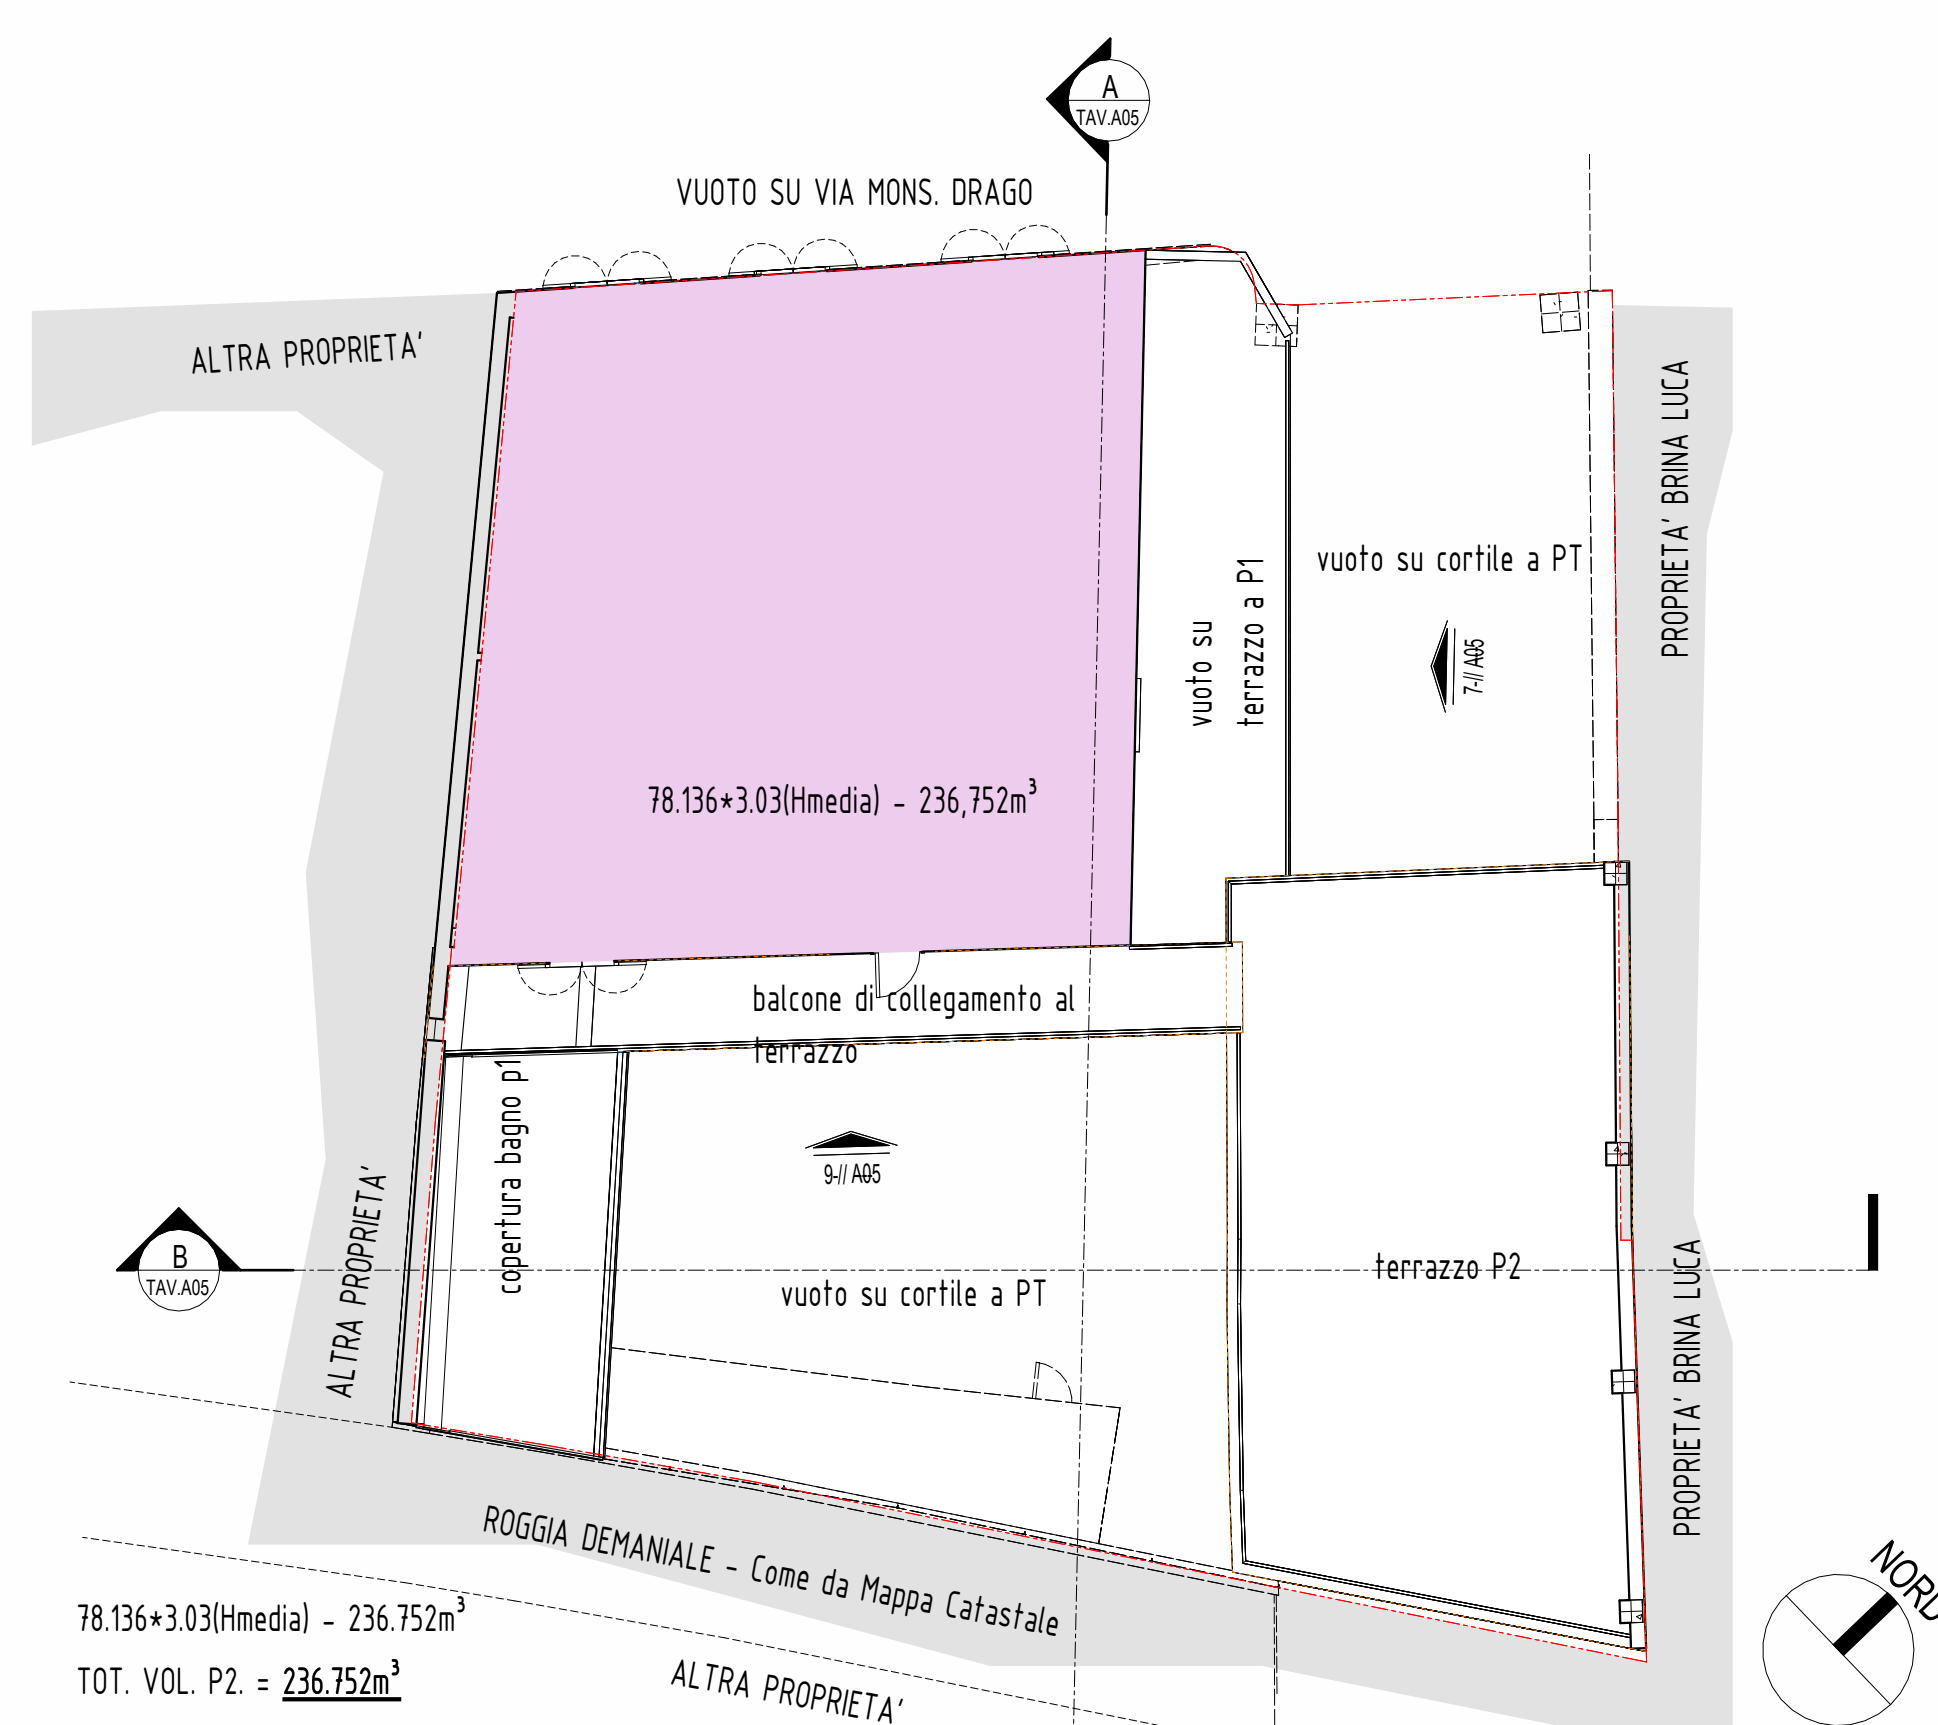 A
TAV.A05
VUOTO SU VIA MONS. DRAGO
ALTRA PROPRIETA'
PROPRIETA' BRINA LUCA
vuoto su cortile a PT
vuoto su
terrazzo a P1
7-// A05
78.136*3.03(Hmedia) - 236,752m³
balcone di collegamento al
terrazzo
copertura bagno p1
9-// A05
ALTRA PROPRIETA'
B
TAV.A05
vuoto su cortile a PT
terrazzo P2
PROPRIETA' BRINA LUCA
ROGGIA DEMANIALE - Come da Mappa Catastale
NORD
78.136*3.03(Hmedia) - 236.752m³
TOT. VOL. P2. = 236.752m³
ALTRA PROPRIETA'